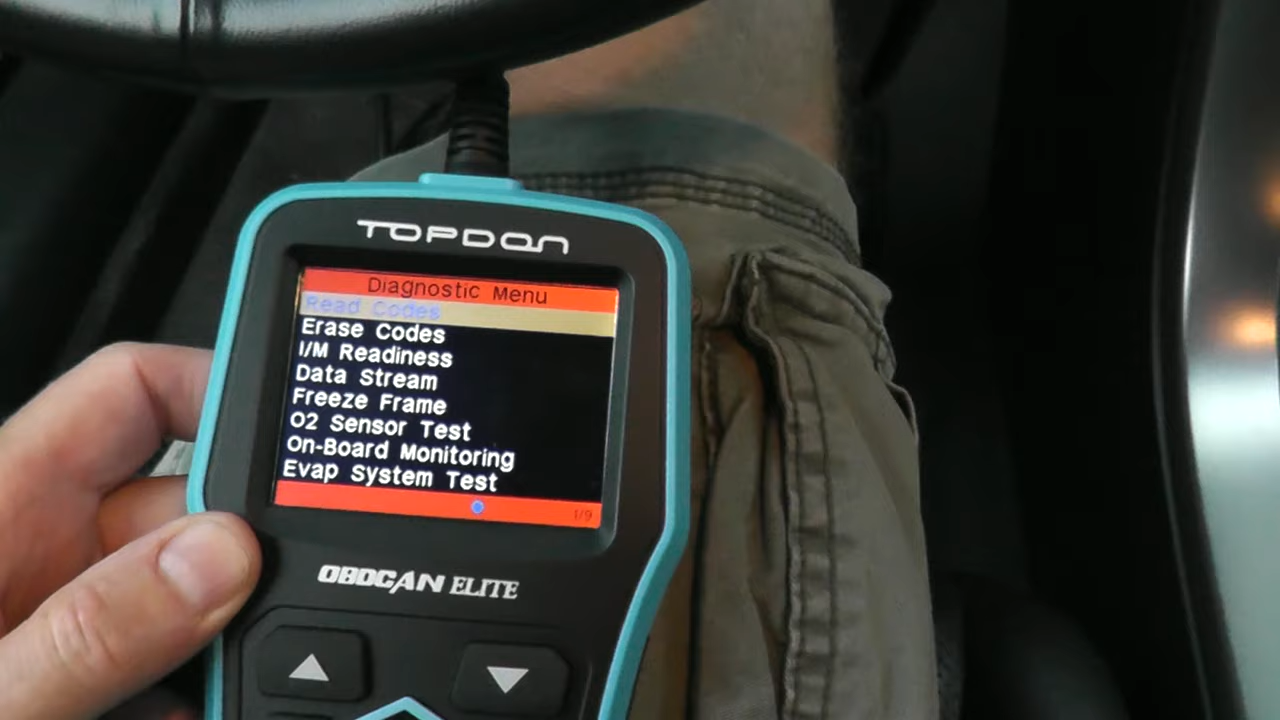 TOPDON
Diagnostic Menu
Read Codes
Erase Codes
I/M Readiness
Data Stream
Freeze Frame
O2 Sensor Test
On-Board Monitoring
Evap System Test
1/9
OBDCAN ELITE